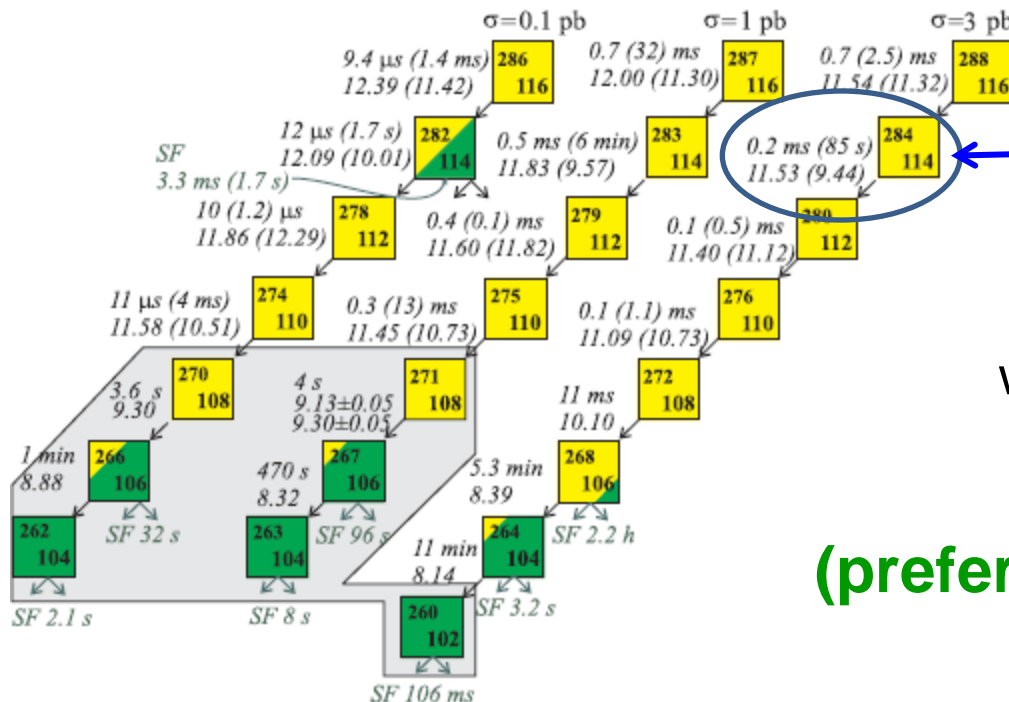 σ=0.1 pb
σ=1 pb
σ=3 pb
9.4 μs (1.4 ms)
12.39 (11.42)
286
116
0.7 (32) ms
12.00 (11.30)
287
116
0.7 (2.5) ms
11.54 (11.32)
288
116
SF
3.3 ms (1.7 s)
12 μs (1.7 s)
12.09 (10.01)
282
114
0.5 ms (6 min)
11.83 (9.57)
283
114
0.2 ms (85 s)
11.53 (9.44)
284
114
10 (1.2) μs
11.86 (12.29)
278
112
0.4 (0.1) ms
11.60 (11.82)
279
112
0.1 (0.5) ms
11.40 (11.12)
280
112
11 μs (4 ms)
11.58 (10.51)
274
110
0.3 (13) ms
11.45 (10.73)
275
110
0.1 (1.1) ms
11.09 (10.73)
276
110
3.6 s
9.30
270
108
4 s
9.13±0.05
9.30±0.05
271
108
11 ms
10.10
272
108
1 min
8.88
266
106
SF 32 s
470 s
8.32
267
106
SF 96 s
5.3 min
8.39
268
106
SF 2.2 h
262
104
SF 2.1 s
263
104
SF 8 s
11 min
8.14
264
104
SF 3.2 s
260
102
SF 106 ms
(prefer